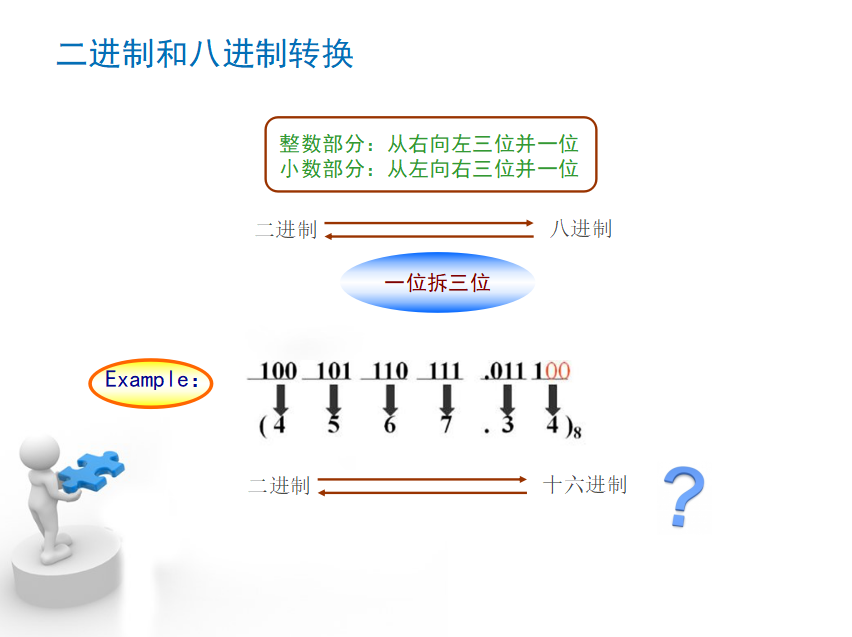 二进制和八进制转换
整数部分：从右向左三位并一位
小数部分：从左向右三位并一位
二进制 八进制
一位拆三位
Example:
100 101 110 111 .011 100
( 4 5 6 7 . 3 4 )8
二进制 十六进制
?